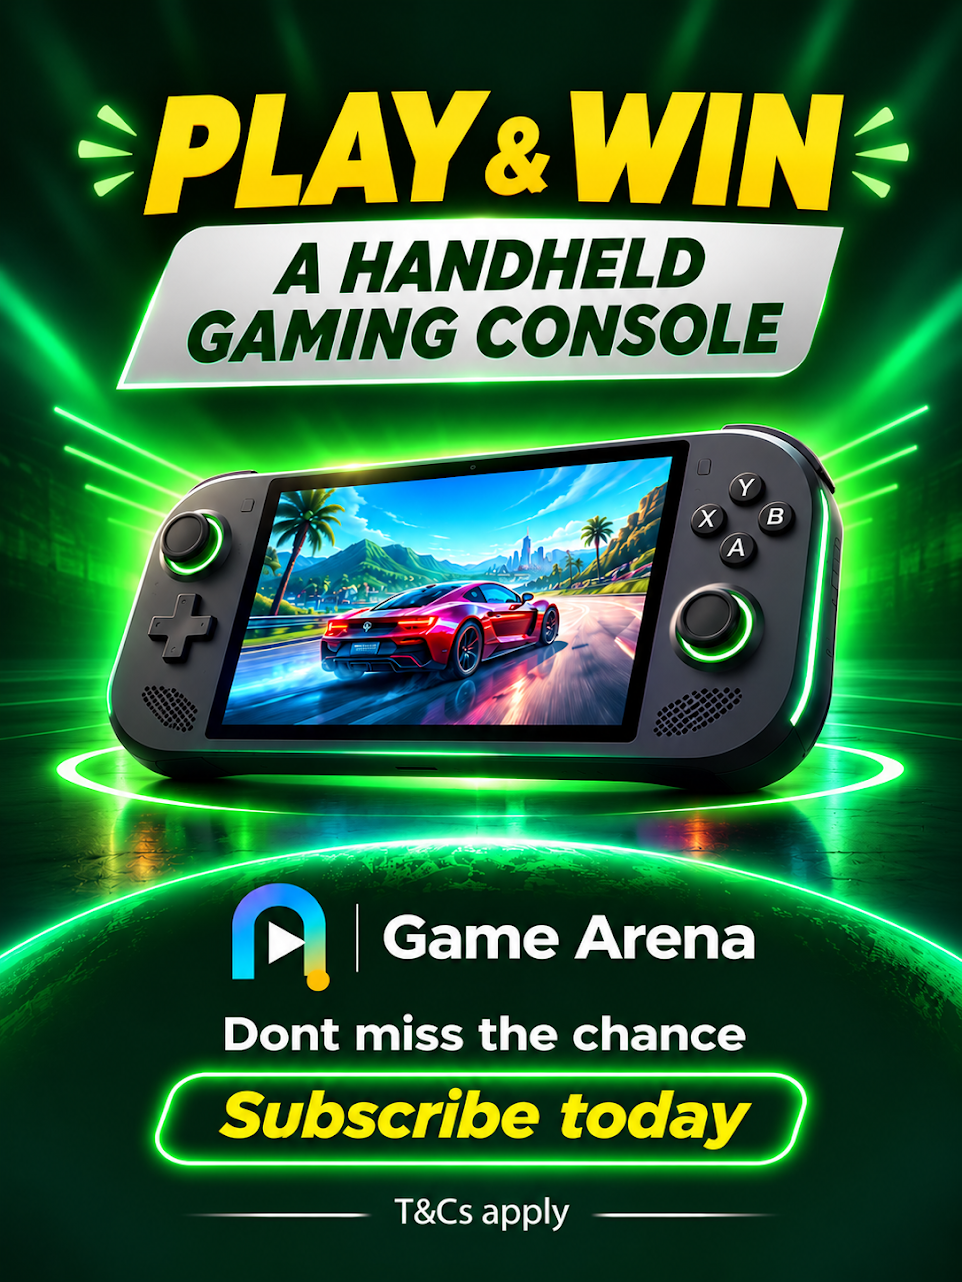 PLAY & WIN
A HANDHELD
GAMING CONSOLE
Y
X
B
A
Game Arena
Dont miss the chance
Subscribe today
T&Cs apply